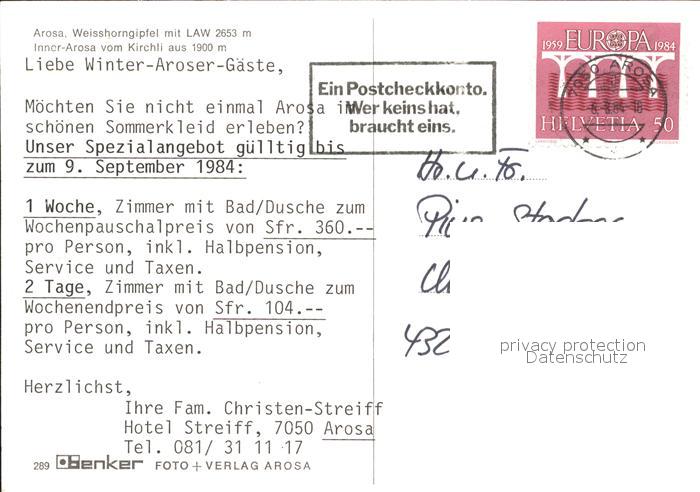 Arosa, Weisshorngipfel mit LAW 2653 m
Inner-Arosa vom Kirchli aus 1900 m
Liebe Winter-Aroser-Gäste,
Möchten Sie nicht einmal Arosa im
schönen Sommerkleid erleben?
Unser Spezialangebot gülltig bis
zum 9. September 1984:
1 Woche, Zimmer mit Bad/Dusche zum
Wochenpauschalpreis von Sfr. 360.--
pro Person, inkl. Halbpension,
Service und Taxen.
2 Tage, Zimmer mit Bad/Dusche zum
Wochenendpreis von Sfr. 104.--
pro Person, inkl. Halbpension,
Service und Taxen.
Herzlichst,
Ihre Fam. Christen-Streiff
Hotel Streiff, 7050 Arosa
Tel. 081/ 31 11 17
289 Benker FOTO + VERLAG AROSA
Ein Postcheckkonto.
Wer keins hat,
braucht eins.
1959 EUROPA 1984
HELVETIA 50
7050 AROSA
Hr. u. Fr.
432
privacy protection
Datenschutz